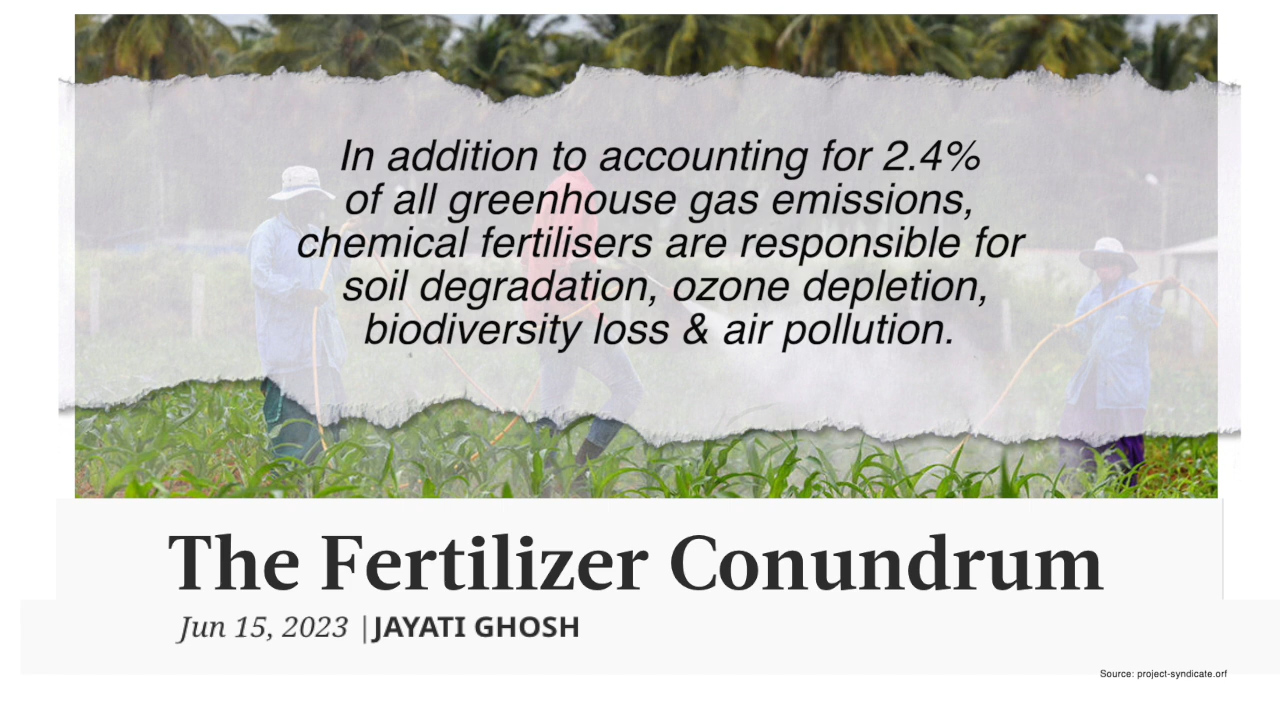 In addition to accounting for 2.4%
of all greenhouse gas emissions,
chemical fertilisers are responsible for
soil degradation, ozone depletion,
biodiversity loss & air pollution.
The Fertilizer Conundrum
Jun 15, 2023 |JAYATI GHOSH
Source: project-syndicate.orf